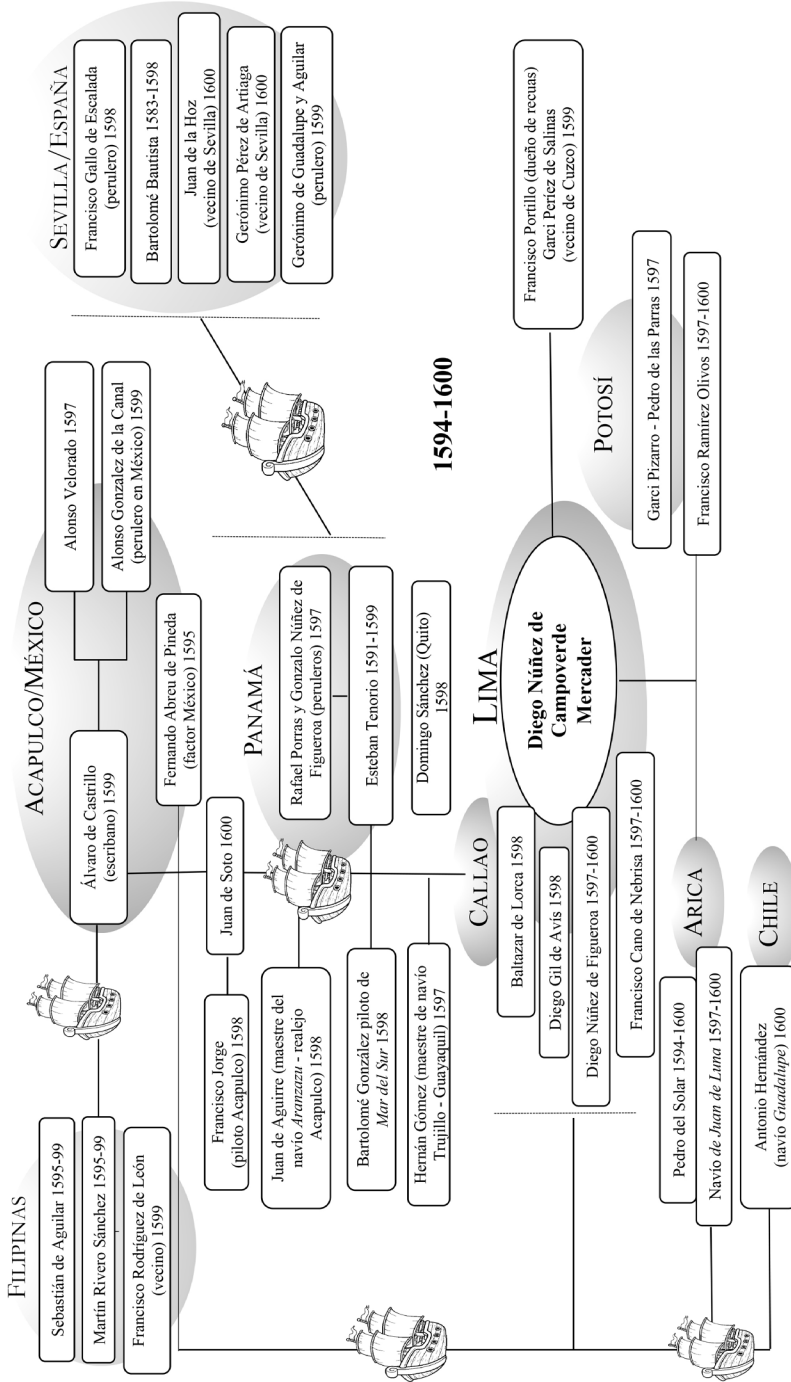 FILIPINAS
Sebastián de Aguilar 1595-99
Martín Rivero Sánchez 1595-99
Francisco Rodríguez de León
(vecino) 1599
ACAPULCO/MÉXICO
Álvaro de Castrillo
(escribano) 1599
Alonso Velorado 1597
Alonso Gonzalez de la Canal
(perulero en México) 1599
Fernando Abreu de Pineda
(factor México) 1595
SEVILLA/ESPAÑA
Francisco Gallo de Escalada
(perulero) 1598
Bartolomé Bautista 1583-1598
Juan de la Hoz
(vecino de Sevilla) 1600
Gerónimo Pérez de Artiaga
(vecino de Sevilla) 1600
Gerónimo de Guadalupe y Aguilar
(perulero) 1599
Francisco Jorge
(piloto Acapulco) 1598
Juan de Soto 1600
Juan de Aguirre (maestre del
navío Aranzazu - realejo
Acapulco) 1598
Bartolomé González piloto de
Mar del Sur 1598
Hernán Gómez (maestre de navío
Trujillo - Guayaquil) 1597
PANAMÁ
Rafael Porras y Gonzalo Núñez de
Figueroa (peruleros) 1597
Esteban Tenorio 1591-1599
Domingo Sánchez (Quito)
1598
1594-1600
CALLAO
Baltazar de Lorca 1598
Diego Gil de Avis 1598
Diego Núñez de Figueroa 1597-1600
Francisco Cano de Nebrisa 1597-1600
LIMA
Diego Núñez de
Campoverde
Mercader
Francisco Portillo (dueño de recuas)
Garci Periéz de Salinas
(vecino de Cuzco) 1599
POTOSÍ
Garci Pizarro - Pedro de las Parras 1597
Francisco Ramírez Olivos 1597-1600
ARICA
Pedro del Solar 1594-1600
Navío de Juan de Luna 1597-1600
CHILE
Antonio Hernández
(navío Guadalupe) 1600